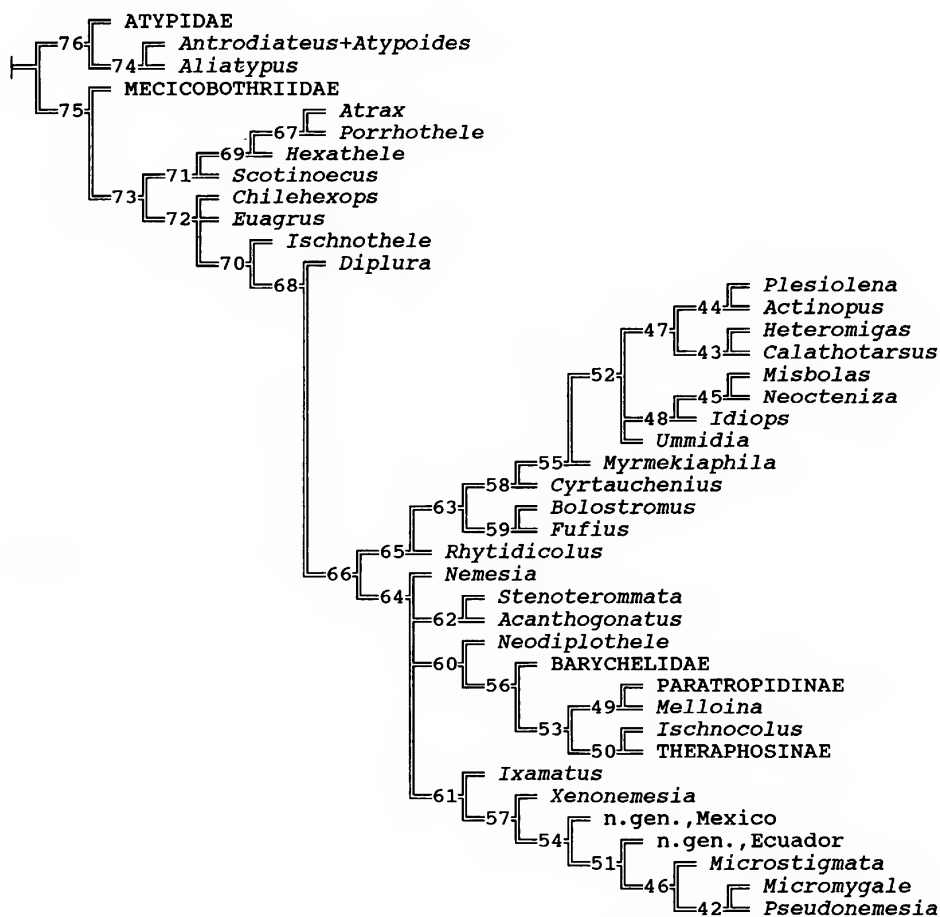 ATYPIDAE
76
Antrodiateus+Atypoides
74
Aliatypus
75
MECICOBOTHRIIDAE
Atrax
67
Porrhothele
69
Hexathele
71
Scotinoecus
73
Chilehexops
72
Euagrus
Ischnothele
70
Diplura
68
Plesiolena
44
Actinopus
47
Heteromigas
43
Calathotarsus
52
Misbolas
45
Neocteniza
48
Idiops
Ummidia
55
Myrmekiaphila
58
Cyrtauchenius
63
Bolostromus
59
Fufius
65
Rhytidicolus
66
Nemesia
64
Stenoterommata
62
Acanthogonatus
Neodiplothele
60
BARYCHELIDAE
56
PARATROPIDINAE
49
Melloina
53
Ischnocolus
50
THERAPHOSINAE
Ixamatus
61
Xenonemesia
57
n.gen.,Mexico
54
n.gen.,Ecuador
51
Microstigmata
46
Micromygale
42
Pseudonemesia